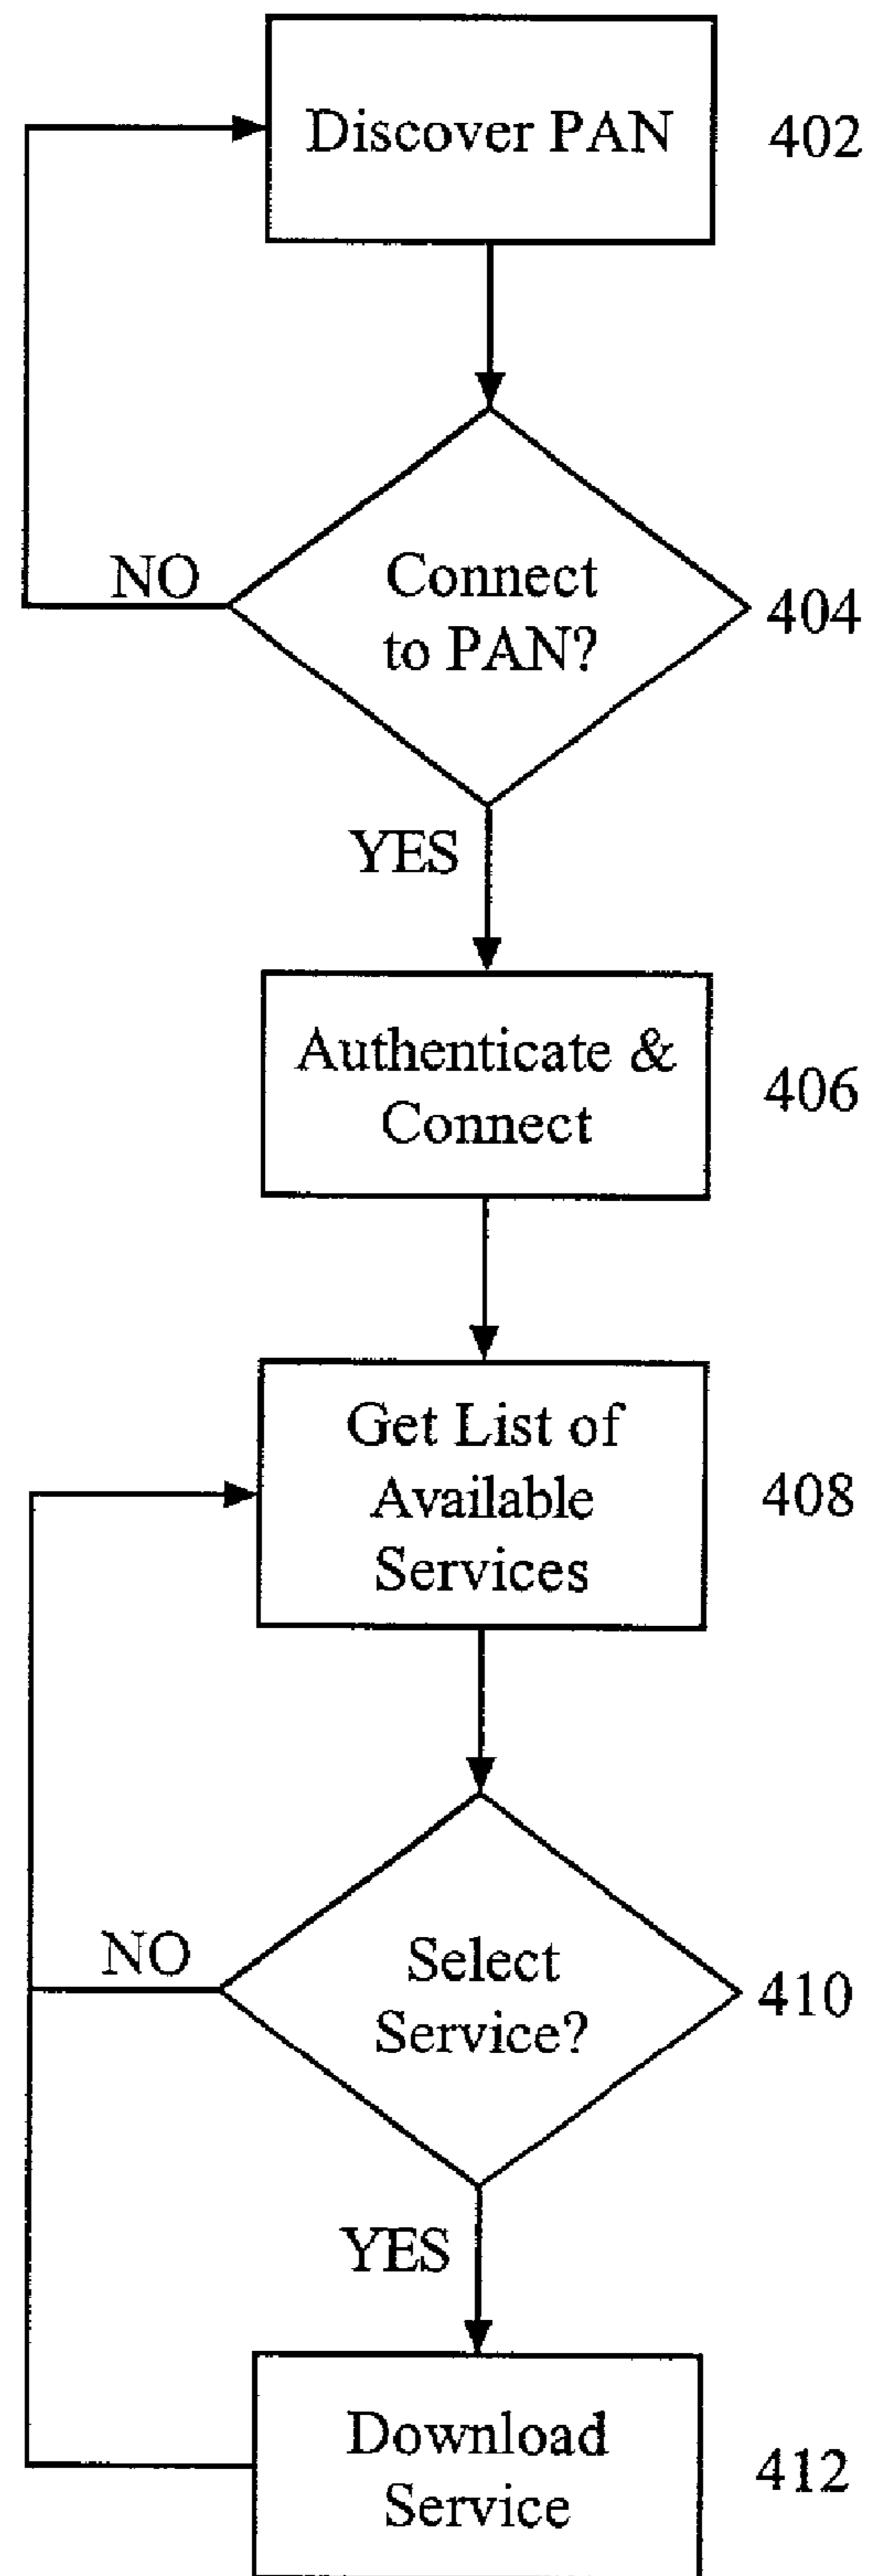 Discover PAN
402
Connect
to PAN?
NO
404
YES
Authenticate &
Connect
406
Get List of
Available
Services
408
Select
Service?
NO
410
YES
Download
Service
412